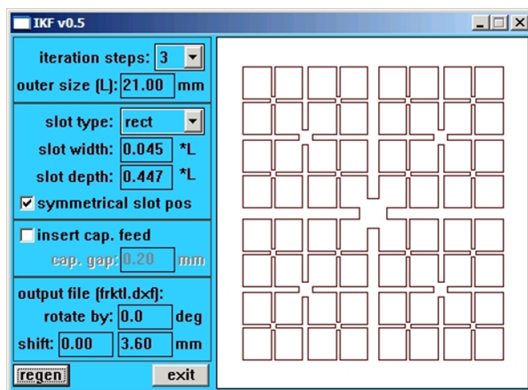 IKF v0.5
iteration steps: 3
outer size (L): 21.00 mm
slot type: rect
slot width: 0.045 *L
slot depth: 0.447 *L
symmetrical slot pos
insert cap. feed
cap. gap: 0.20 mm
output file (frktl.dxf):
rotate by: 0.0 deg
shift: 0.00 3.60 mm
regen exit